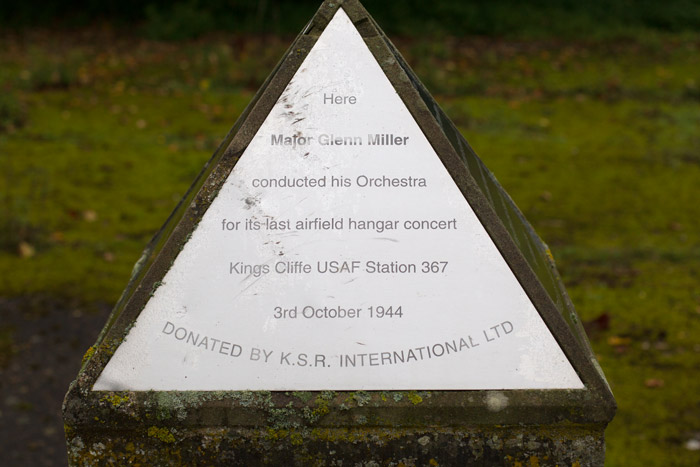 Here
Major Glenn Miller
conducted his Orchestra
for its last airfield hangar concert
Kings Cliffe USAF Station 367
3rd October 1944
DONATED BY K.S.R. INTERNATIONAL LTD